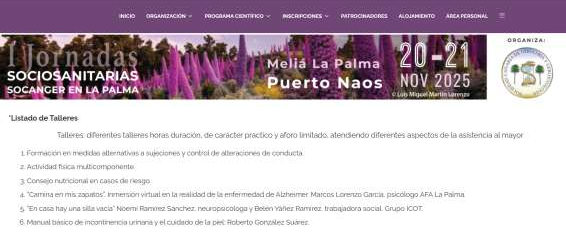 INICIO ORGANIZACIÓN PROGRAMA CIENTÍFICO INSCRIPCIONES PATROCINADORES ALOJAMIENTO ÁREA PERSONAL
I Jornadas
SOCIOSANITARIAS
SOCANGER EN LA PALMA
Meliá La Palma
Puerto Naos
20-21
NOV 2025
© Luis Miguel Martín Lorenzo
ORGANIZA:
*Listado de Talleres
Talleres: diferentes talleres horas duración, de carácter práctico y aforo limitado, atendiendo diferentes aspectos de la asistencia al mayor
1. Formación en medidas alternativas a sujeciones y control de alteraciones de conducta.
2. Actividad física multicomponente.
3. Consejo nutricional en casos de riesgo.
4. "Camina en mis zapatos". Inmersión virtual en la realidad de la enfermedad de Alzheimer. Marcos Lorenzo García, psicólogo AFA La Palma.
5. "En casa hay una silla vacía" Noemí Ramírez Sánchez, neuropsicóloga y Belén Yáñez Ramírez, trabajadora social. Grupo ICOT.
6. Manual básico de incontinencia urinaria y el cuidado de la piel. Roberto González Suárez.